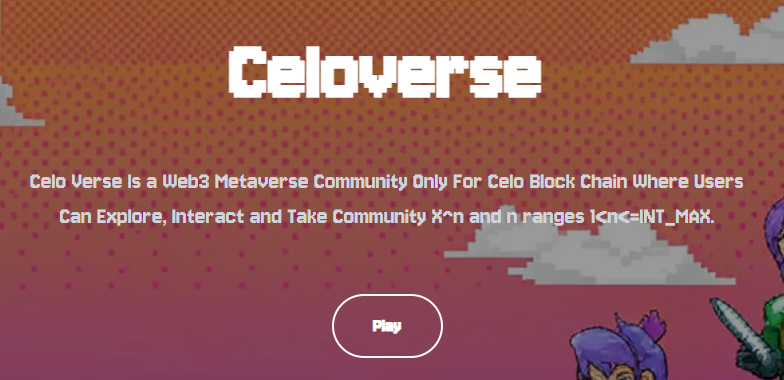 Celoverse
Celo Verse Is a Web3 Metaverse Community Only For Celo Block Chain Where Users
Can Explore, Interact and Take Community X^n and n ranges 1<n<=INT_MAX.
Play